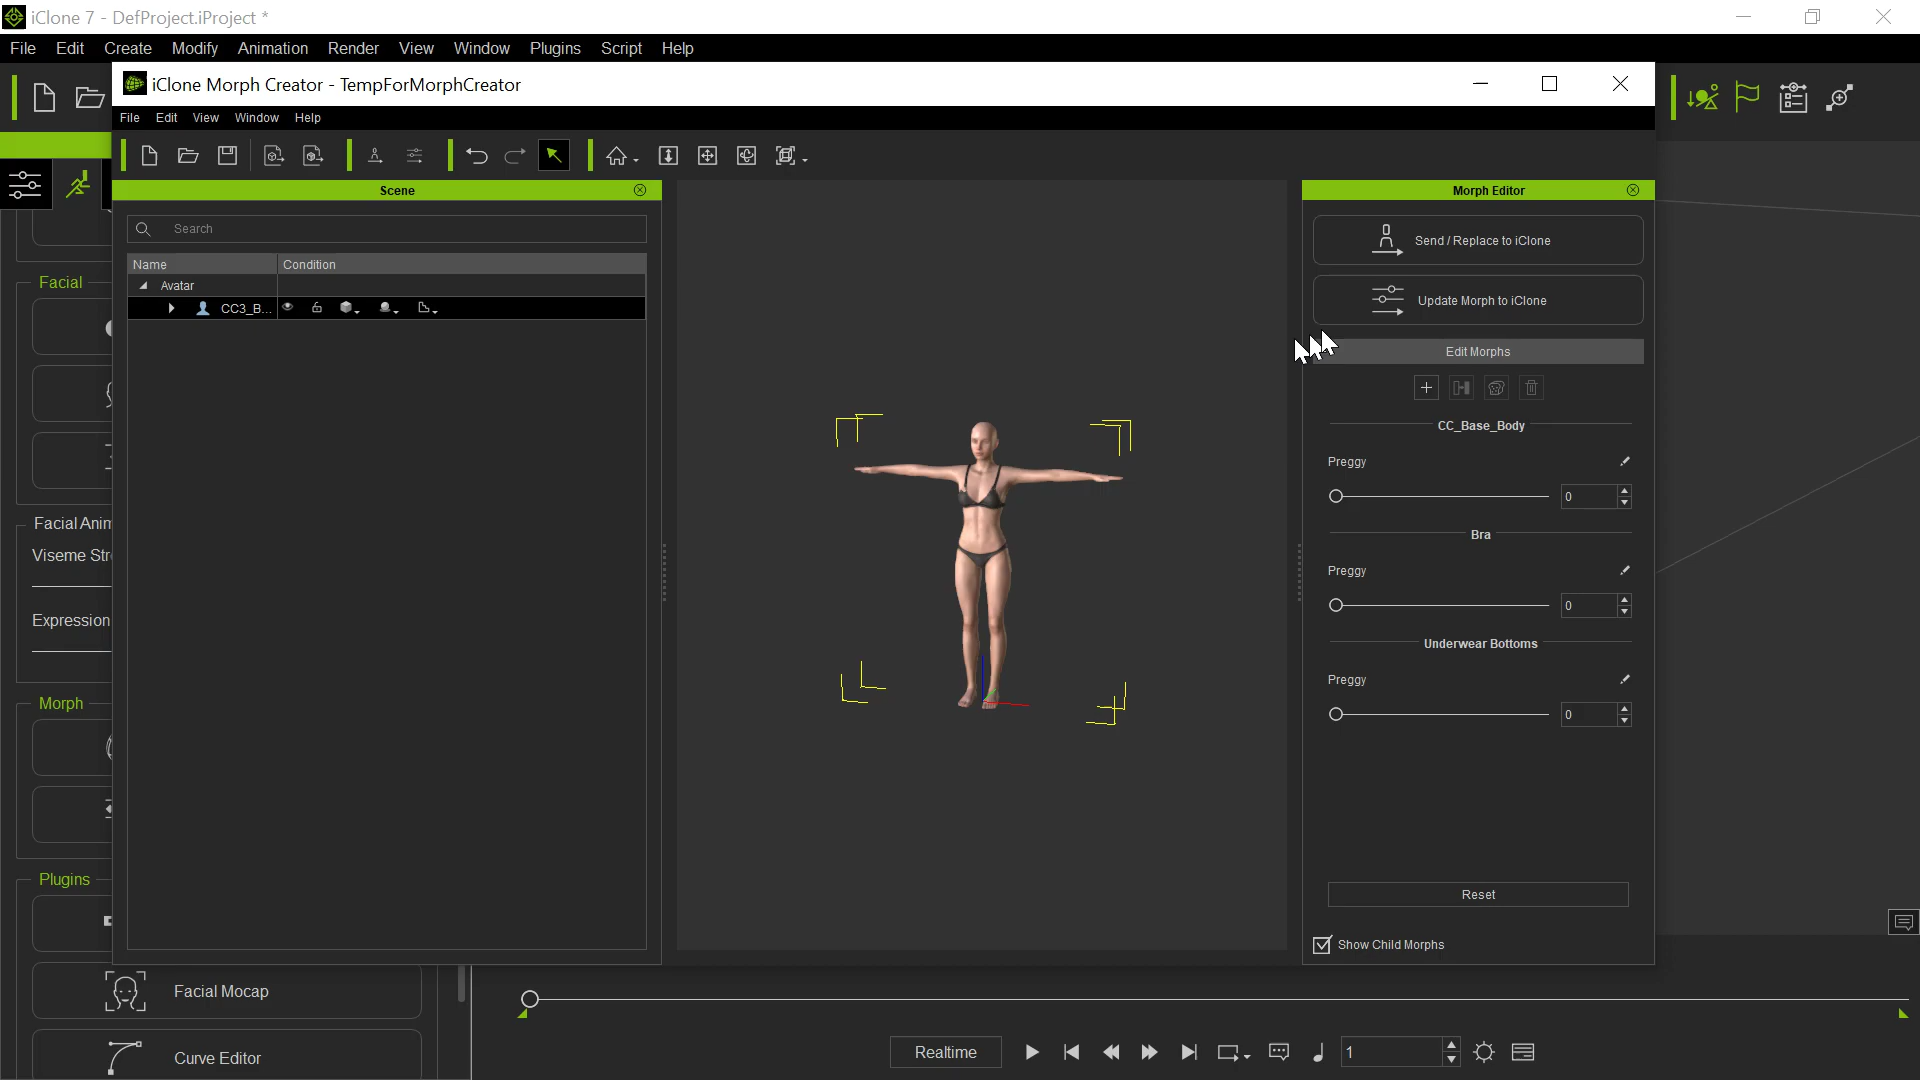 iClone 7 - DefProject.iProject *
File Edit Create Modify Animation Render View Window Plugins Script Help
iClone Morph Creator - TempForMorphCreator
File Edit View Window Help
Scene
Search
Name Condition
Avatar
CC3_B...
Morph Editor
Send / Replace to iClone
Update Morph to iClone
Edit Morphs
CC_Base_Body
Preggy
0
Bra
Preggy
0
Underwear Bottoms
Preggy
0
Reset
Show Child Morphs
Facial
Facial Anim
Viseme Str
Expression
Morph
Plugins
Facial Mocap
Curve Editor
Realtime
1